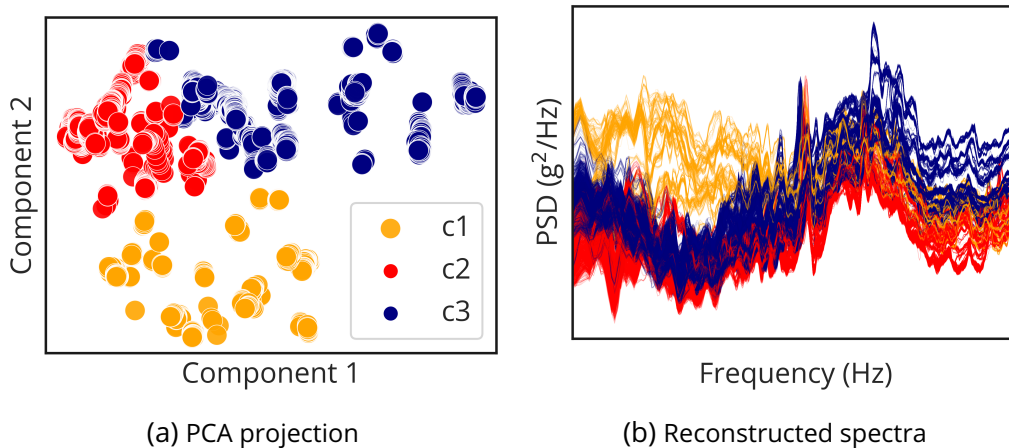 Component 2
c1
c2
c3
Component 1
(a) PCA projection
PSD (g²/Hz)
Frequency (Hz)
(b) Reconstructed spectra